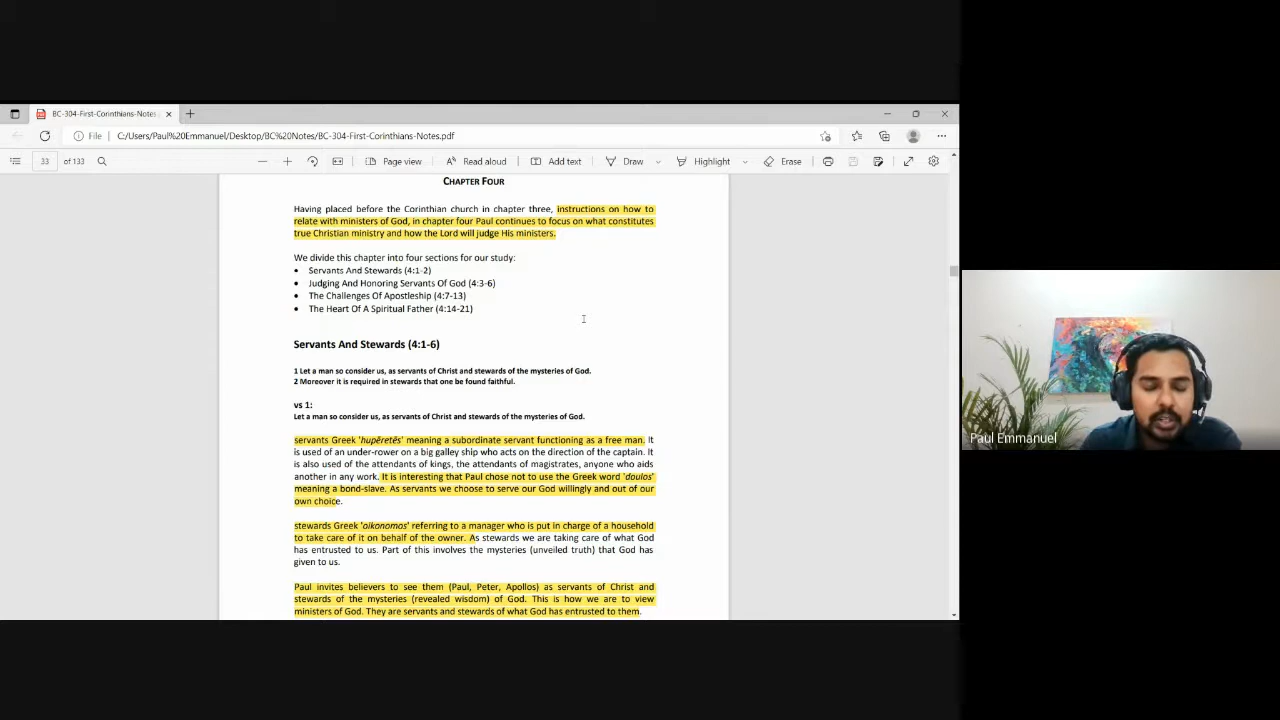 BC-304-First-Corinthians-Notes
File
C:/Users/Paul%20Emmanuel/Desktop/BC%20Notes/BC-304-First-Corinthians-Notes.pdf
33 of 133 Page view Read aloud Add text Draw Highlight Erase
CHAPTER FOUR
Having placed before the Corinthian church in chapter three, instructions on how to
relate with ministers of God, in chapter four Paul continues to focus on what constitutes
true Christian ministry and how the Lord will judge His ministers.
We divide this chapter into four sections for our study:
• Servants And Stewards (4:1-2)
• Judging And Honoring Servants Of God (4:3-6)
• The Challenges Of Apostleship (4:7-13)
• The Heart Of A Spiritual Father (4:14-21)
Servants And Stewards (4:1-6)
1 Let a man so consider us, as servants of Christ and stewards of the mysteries of God.
2 Moreover it is required in stewards that one be found faithful.
vs 1:
Let a man so consider us, as servants of Christ and stewards of the mysteries of God.
servants Greek 'hupēretēs' meaning a subordinate servant functioning as a free man. It
is used of an under-rower on a big galley ship who acts on the direction of the captain. It
is also used of the attendants of kings, the attendants of magistrates, anyone who aids
another in any work. It is interesting that Paul chose not to use the Greek word 'doulos'
meaning a bond-slave. As servants we choose to serve our God willingly and out of our
own choice.
stewards Greek 'oikonomos' referring to a manager who is put in charge of a household
to take care of it on behalf of the owner. As stewards we are taking care of what God
has entrusted to us. Part of this involves the mysteries (unveiled truth) that God has
given to us.
Paul invites believers to see them (Paul, Peter, Apollos) as servants of Christ and
stewards of the mysteries (revealed wisdom) of God. This is how we are to view
ministers of God. They are servants and stewards of what God has entrusted to them.
Paul Emmanuel